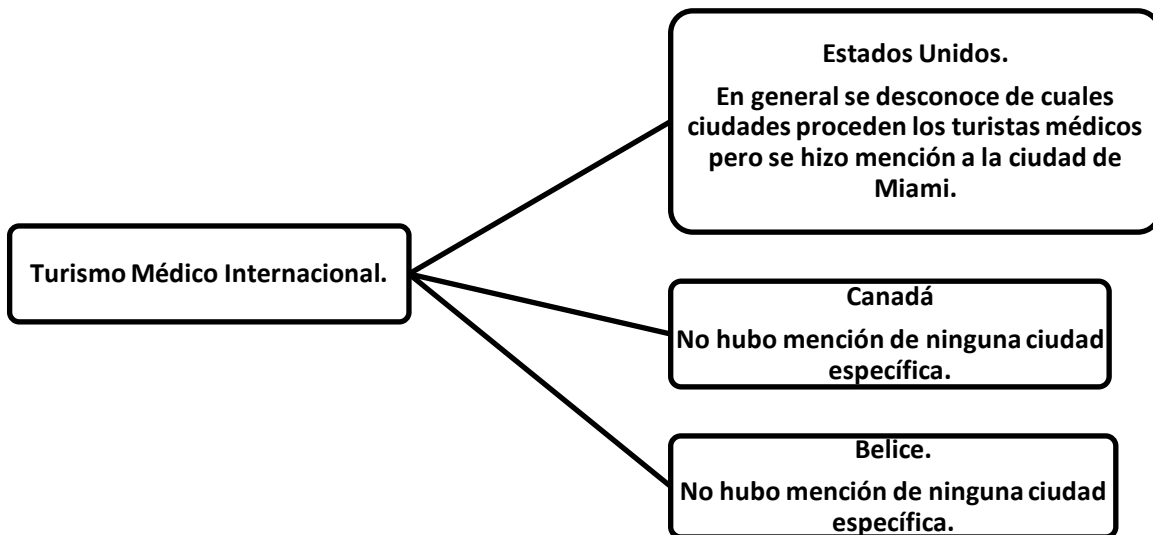 Estados Unidos.
En general se desconoce de cuales
ciudades proceden los turistas médicos
pero se hizo mención a la ciudad de
Miami.
Turismo Médico Internacional.
Canadá
No hubo mención de ninguna ciudad
específica.
Belice.
No hubo mención de ninguna ciudad
específica.